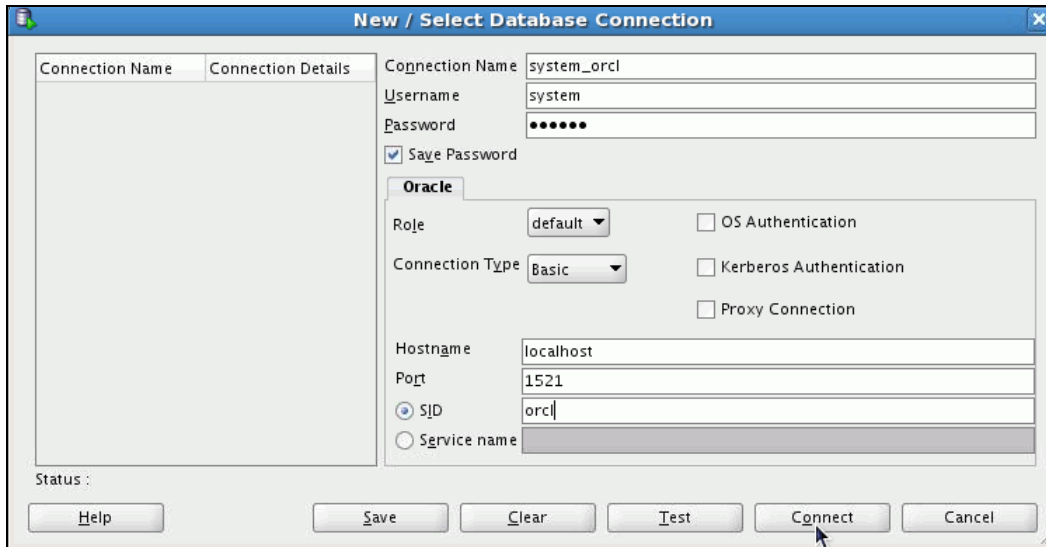 New / Select Database Connection
Connection Name Connection Details
Connection Name system_orcl
Username system
Password ••••••
Save Password
Oracle
Role default OS Authentication
Connection Type Basic Kerberos Authentication
Proxy Connection
Hostname localhost
Port 1521
SID orcl
Service name
Status :
Help Save Clear Test Connect Cancel